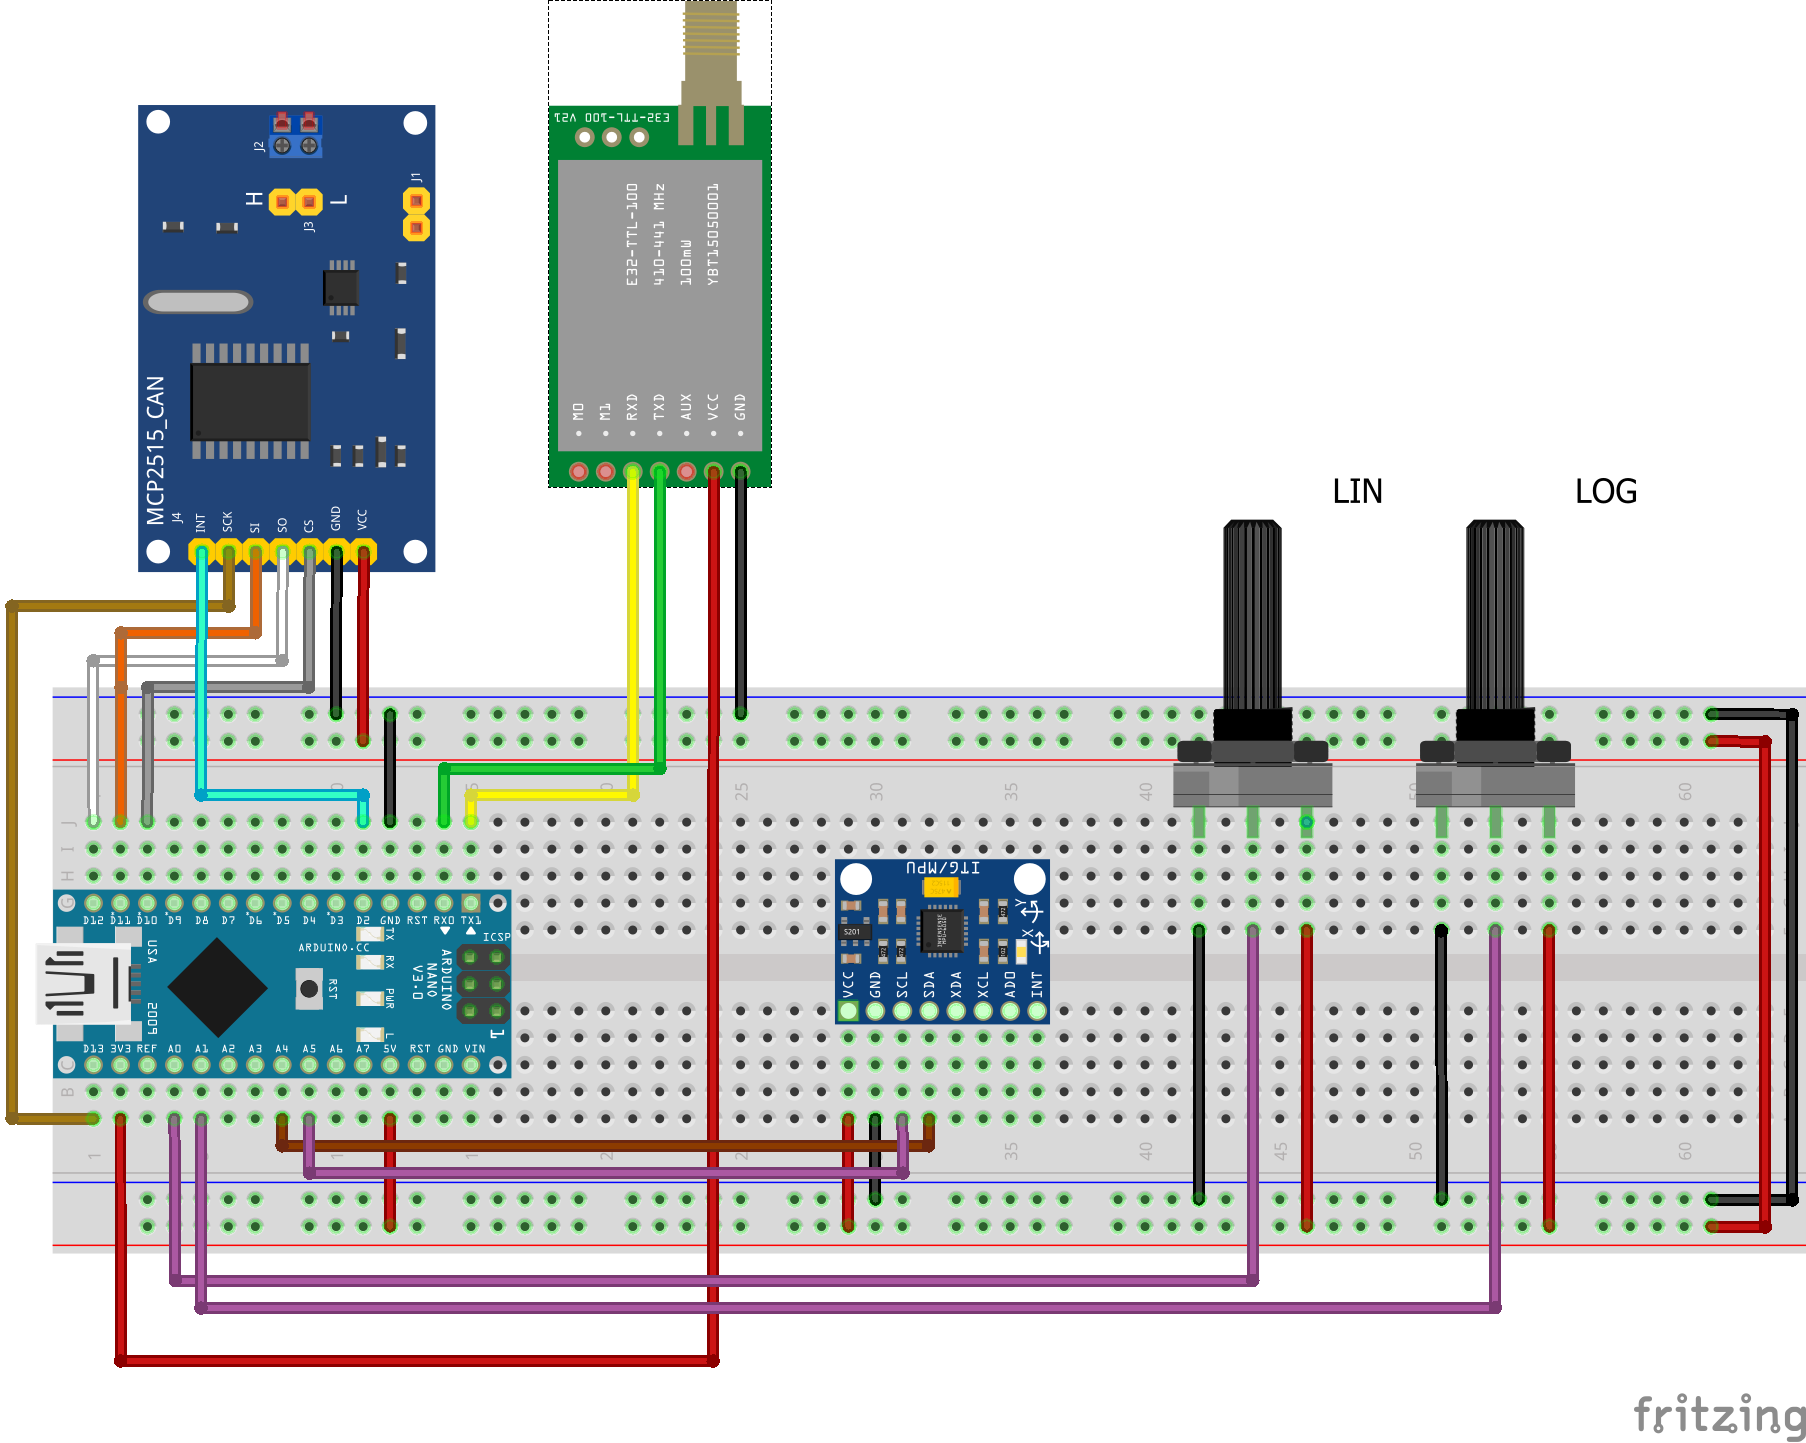 J2
H
L
J3
J1
MCP2515_CAN
J4
INT
SCK
SI
SO
CS
GND
VCC
E32-TTL-100 V21
E32-TTL-100
410-441 MHz
100mW
YBT15050001
M0
M1
RXD
TXD
AUX
VCC
GND
LIN
LOG
25
30
35
40
60
J
I
H
G
D12 D11 D10 D9 D8 D7 D6 D5 D4 D3 D2 GND RST RX0 TX1
USA
2009
ARDUINO.CC
RST
TX
RX
PWR
L
ICSP
ARDUINO
NANO
V3.0
1
D13 3V3 REF A0 A1 A2 A3 A4 A5 A6 A7 5V RST GND VIN
C
B
ITG/MPU
S201
Y
X
VCC
GND
SCL
SDA
XDA
XCL
ADO
INT
1
35
40
45
50
60
fritzing